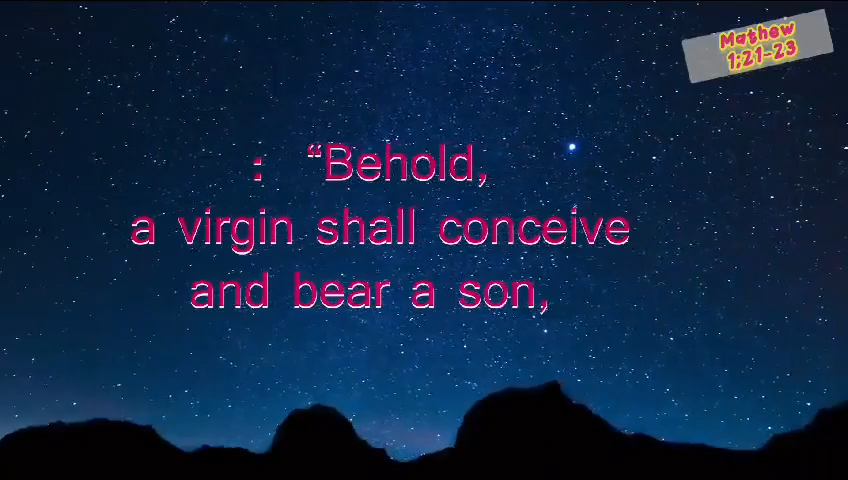 Mathew
1;21-23
: “Behold,
a virgin shall conceive
and bear a son,